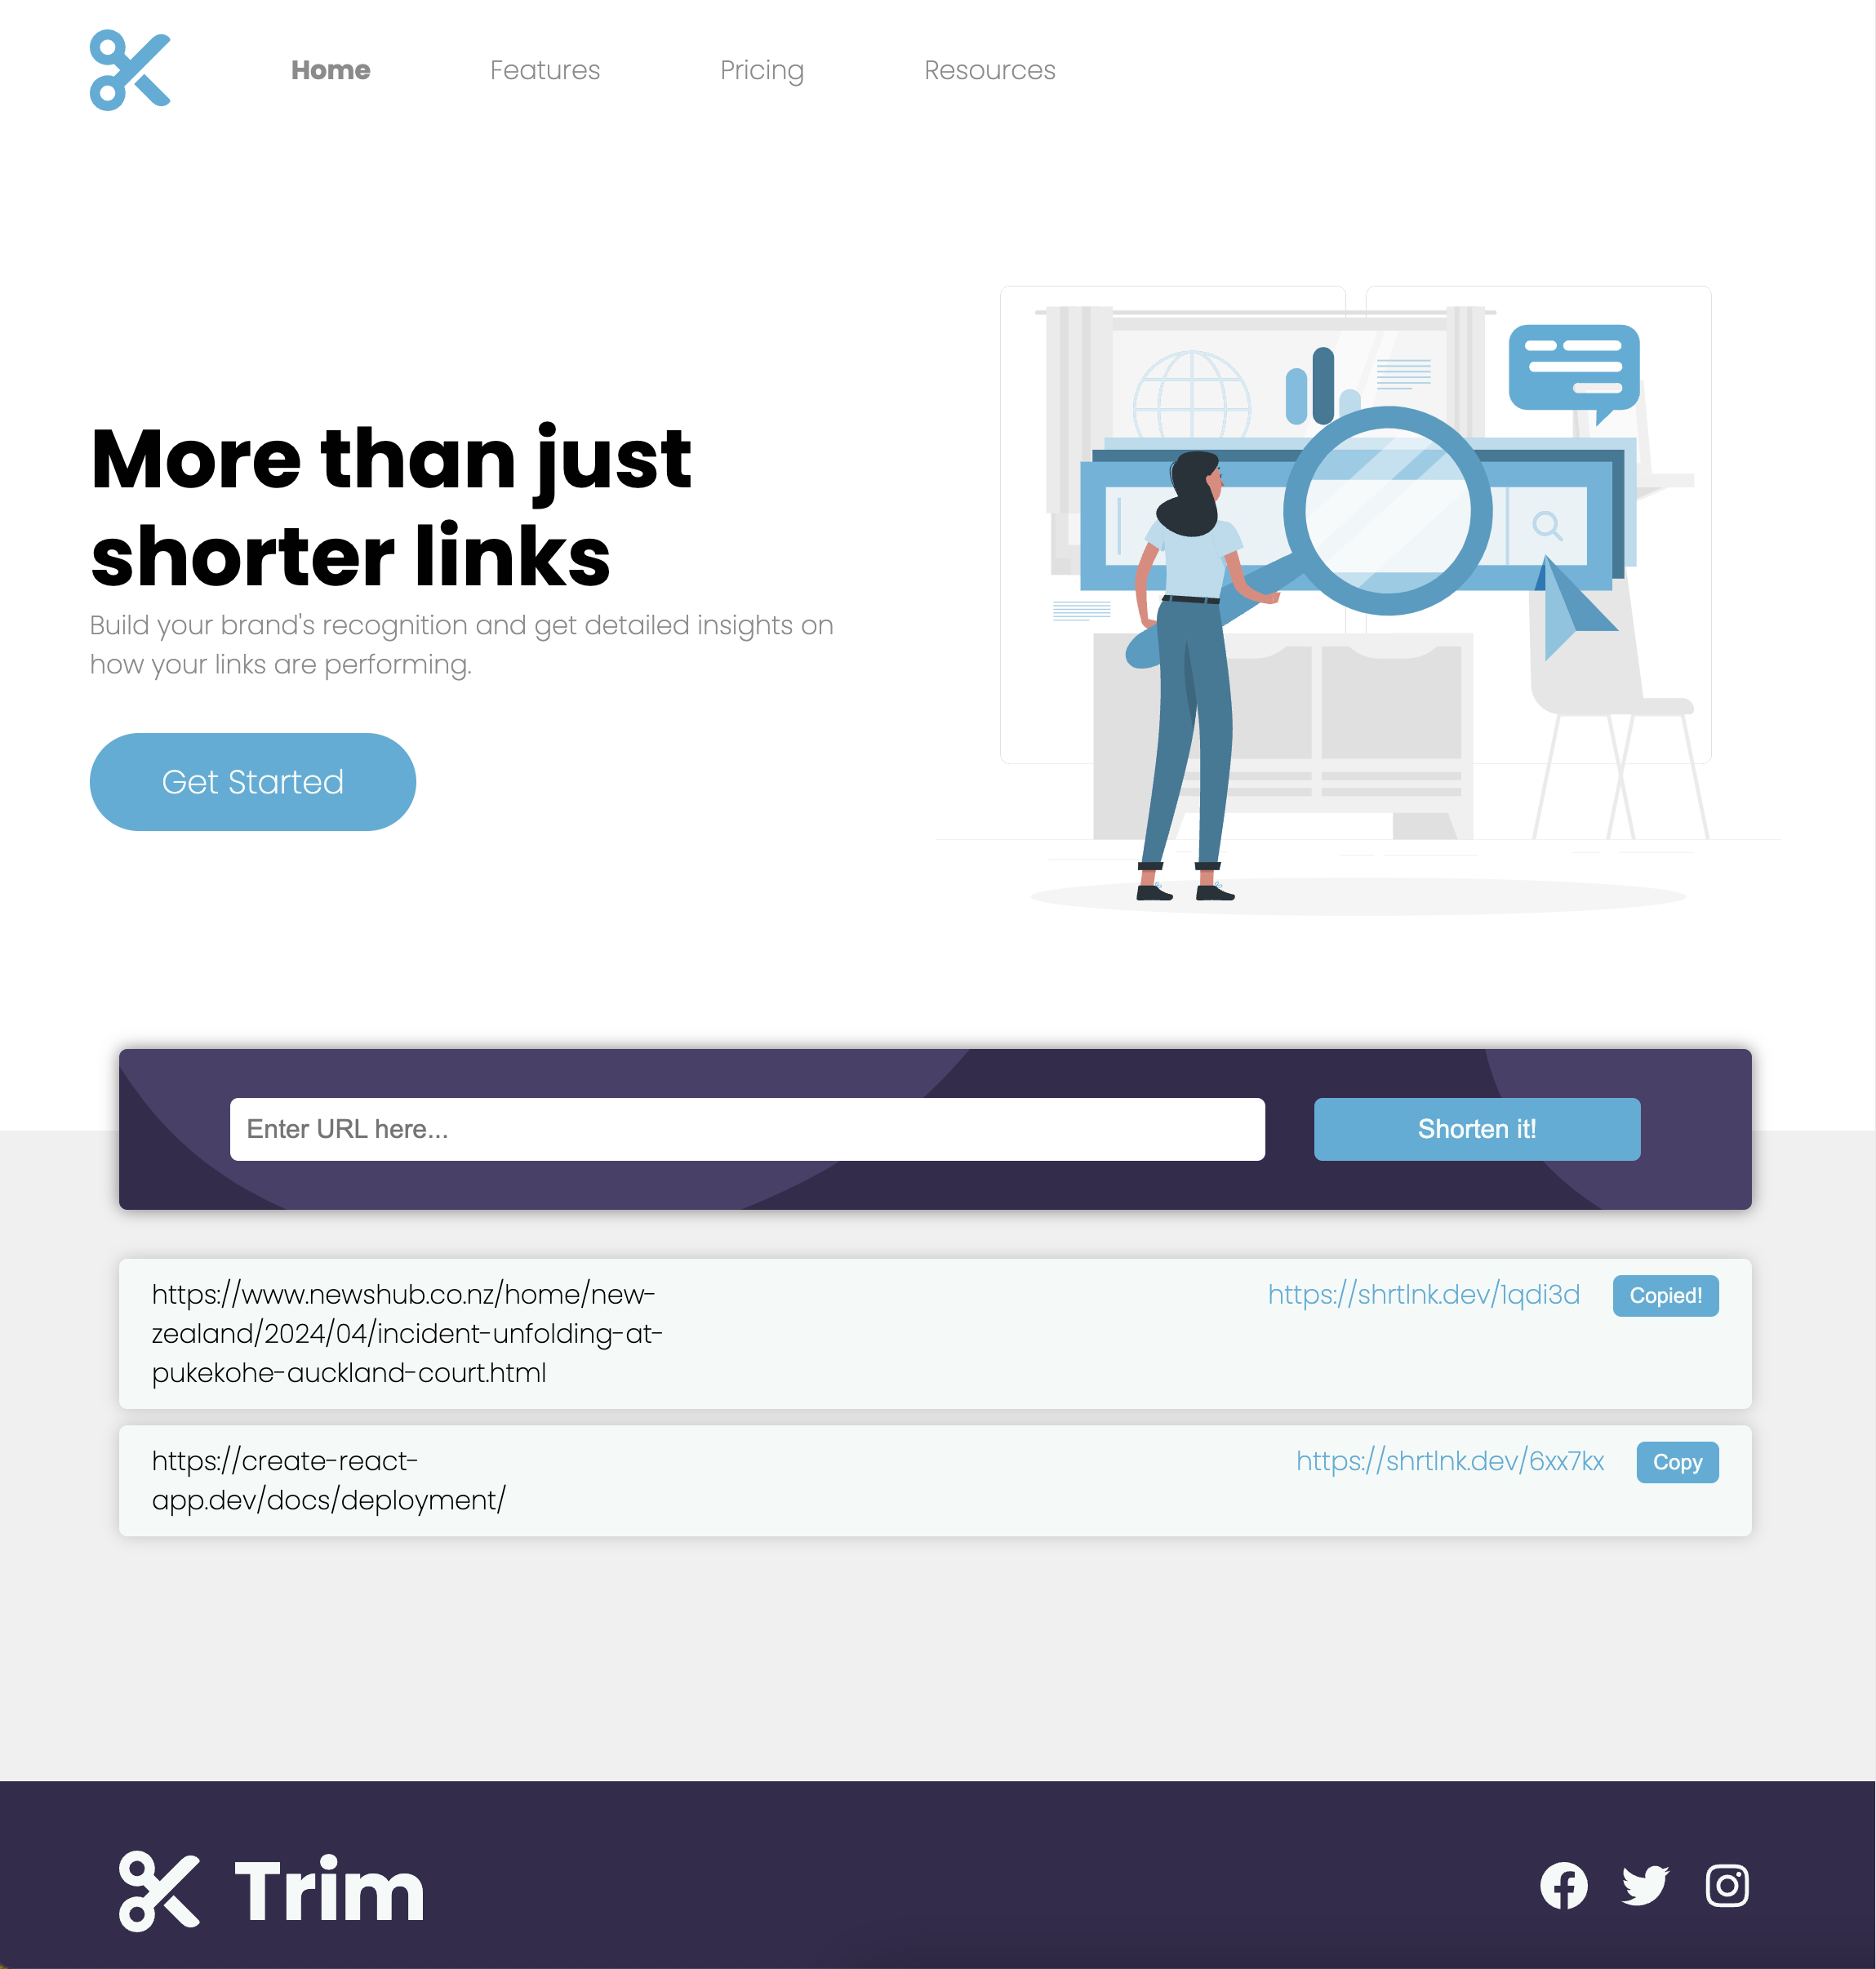 Home Features Pricing Resources
More than just
shorter links
Build your brand's recognition and get detailed insights on
how your links are performing.
Get Started
Enter URL here...
Shorten it!
https://www.newshub.co.nz/home/new-
zealand/2024/04/incident-unfolding-at-
pukekohe-auckland-court.html
https://shrtlnk.dev/1qdi3d
Copied!
https://create-react-
app.dev/docs/deployment/
https://shrtlnk.dev/6xx7kx
Copy
Trim